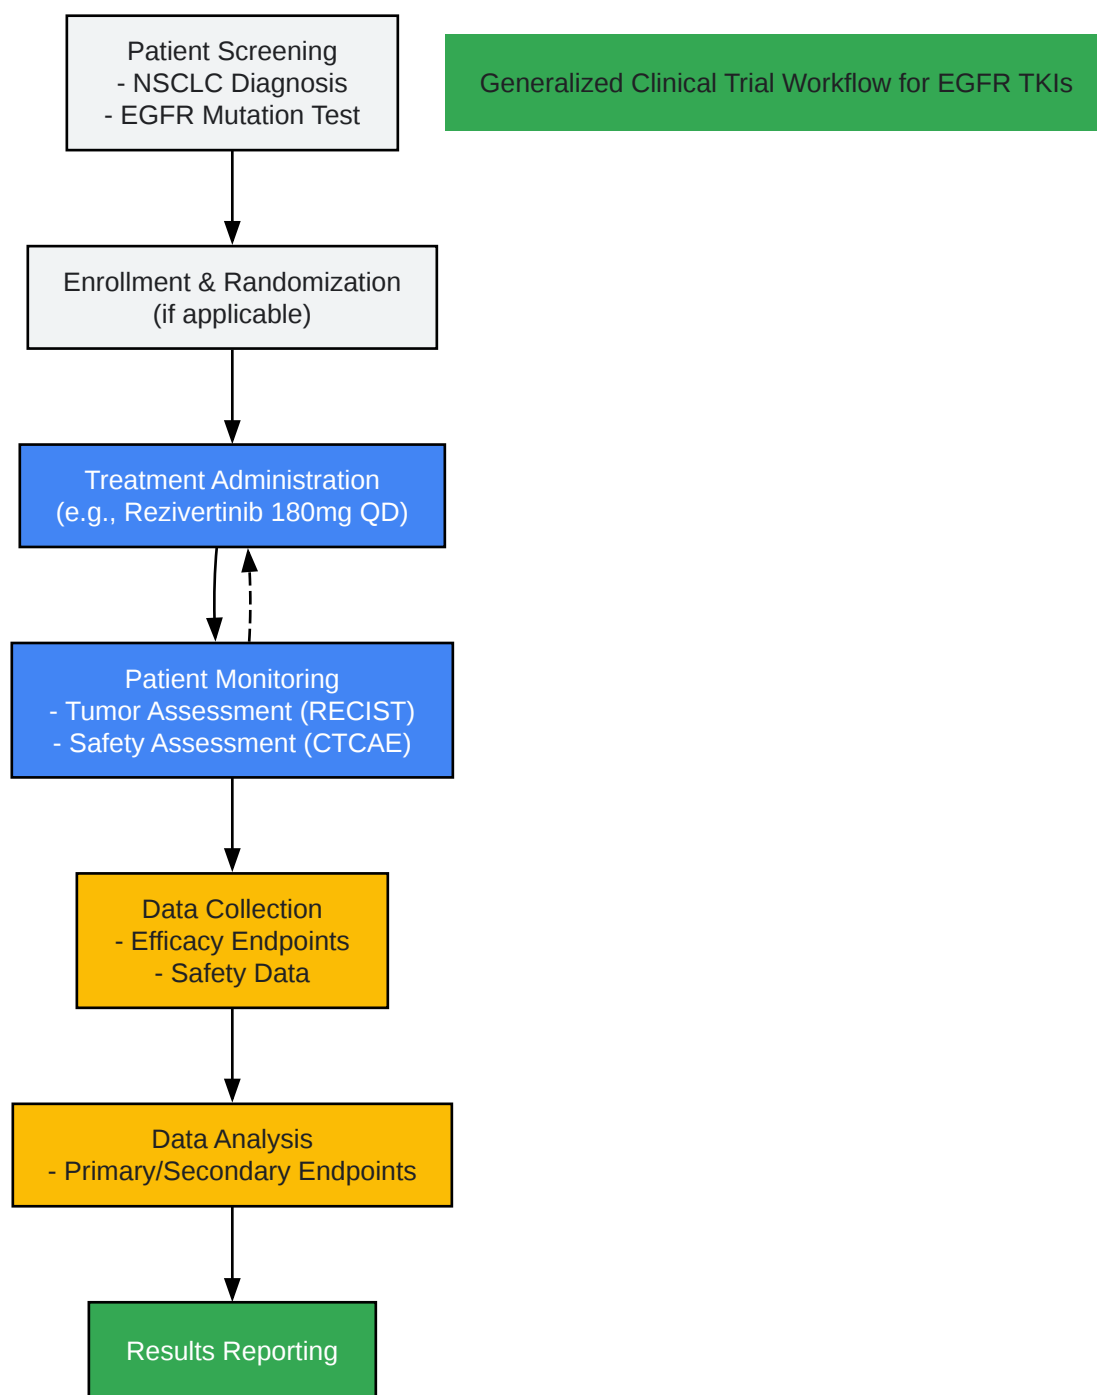 Patient Screening
- NSCLC Diagnosis
- EGFR Mutation Test
Generalized Clinical Trial Workflow for EGFR TKIs
Enrollment & Randomization
(if applicable)
Treatment Administration
(e.g., Rezivertinib 180mg QD)
Patient Monitoring
- Tumor Assessment (RECIST)
- Safety Assessment (CTCAE)
Data Collection
- Efficacy Endpoints
- Safety Data
Data Analysis
- Primary/Secondary Endpoints
Results Reporting